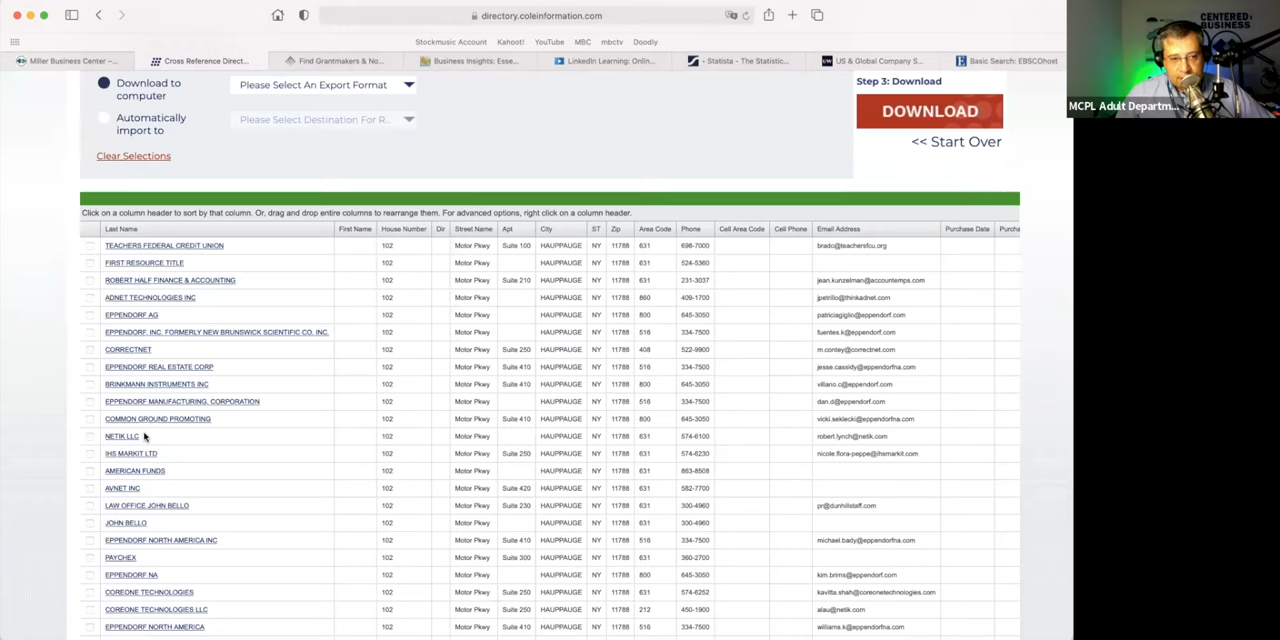 directory.coleinformation.com
CENTERED:
BUSINESS
Stockmusic Account Kahoot! YouTube MBC mbctv Doodly
Miller Business Center –... Cross Reference Direct... Find Grantmakers & No... Business Insights: Esse... LinkedIn Learning: Onlin... - Statista - The Statistic... US & Global Company S... Basic Search: EBSCOhost
MCPL Adult Departm...
Download to computer Please Select An Export Format Step 3: Download
Automatically import to Please Select Destination For R... DOWNLOAD
<< Start Over
Clear Selections
Click on a column header to sort by that column. Or, drag and drop entire columns to rearrange them. For advanced options, right click on a column header.
Last Name First Name House Number Dir Street Name Apt City ST Zip Area Code Phone Cell Area Code Cell Phone Email Address Purchase Date Purcha
TEACHERS FEDERAL CREDIT UNION 102 Motor Pkwy Suite 100 HAUPPAUGE NY 11788 631 698-7000 brado@teachersfcu.org
FIRST RESOURCE TITLE 102 Motor Pkwy HAUPPAUGE NY 11788 631 524-5360
ROBERT HALF FINANCE & ACCOUNTING 102 Motor Pkwy Suite 210 HAUPPAUGE NY 11788 631 231-3037 jean.kunzelman@accountemps.com
ADNET TECHNOLOGIES INC 102 Motor Pkwy HAUPPAUGE NY 11788 860 409-1700 jpetrillo@thinkadnet.com
EPPENDORF AG 102 Motor Pkwy HAUPPAUGE NY 11788 800 645-3050 patriciagiglio@eppendorf.com
EPPENDORF, INC. FORMERLY NEW BRUNSWICK SCIENTIFIC CO. INC. 102 Motor Pkwy HAUPPAUGE NY 11788 516 334-7500 fuentes.k@eppendorf.com
CORRECTNET 102 Motor Pkwy Suite 250 HAUPPAUGE NY 11788 408 522-9900 m.contey@correctnet.com
EPPENDORF REAL ESTATE CORP 102 Motor Pkwy Suite 410 HAUPPAUGE NY 11788 516 334-7500 jesse.cassidy@eppendorfna.com
BRINKMANN INSTRUMENTS INC 102 Motor Pkwy Suite 410 HAUPPAUGE NY 11788 800 645-3050 villano.c@eppendorf.com
EPPENDORF MANUFACTURING, CORPORATION 102 Motor Pkwy HAUPPAUGE NY 11788 516 334-7500 dan.d@eppendorf.com
COMMON GROUND PROMOTING 102 Motor Pkwy Suite 410 HAUPPAUGE NY 11788 800 645-3050 vicki.seklecki@eppendorfna.com
NETIK LLC 102 Motor Pkwy HAUPPAUGE NY 11788 631 574-6100 robert.lynch@netik.com
IHS MARKIT LTD 102 Motor Pkwy Suite 250 HAUPPAUGE NY 11788 631 574-6230 nicole.flora-peppe@ihsmarkit.com
AMERICAN FUNDS 102 Motor Pkwy HAUPPAUGE NY 11788 631 863-8508
AVNET INC 102 Motor Pkwy Suite 420 HAUPPAUGE NY 11788 631 582-7700
LAW OFFICE JOHN BELLO 102 Motor Pkwy Suite 230 HAUPPAUGE NY 11788 631 300-4960 pr@dunhillstaff.com
JOHN BELLO 102 Motor Pkwy HAUPPAUGE NY 11788 631 300-4960
EPPENDORF NORTH AMERICA INC 102 Motor Pkwy Suite 410 HAUPPAUGE NY 11788 516 334-7500 michael.bady@eppendorf.com
PAYCHEX 102 Motor Pkwy Suite 300 HAUPPAUGE NY 11788 631 360-2700
EPPENDORF NA 102 Motor Pkwy HAUPPAUGE NY 11788 800 645-3050 kim.brims@eppendorf.com
COREONE TECHNOLOGIES 102 Motor Pkwy Suite 250 HAUPPAUGE NY 11788 631 574-6252 kavitta.shah@coreonetechnologies.com
COREONE TECHNOLOGIES LLC 102 Motor Pkwy Suite 250 HAUPPAUGE NY 11788 212 450-1900 alau@netik.com
EPPENDORF NORTH AMERICA 102 Motor Pkwy Suite 410 HAUPPAUGE NY 11788 516 334-7500 williams.k@eppendorf.com